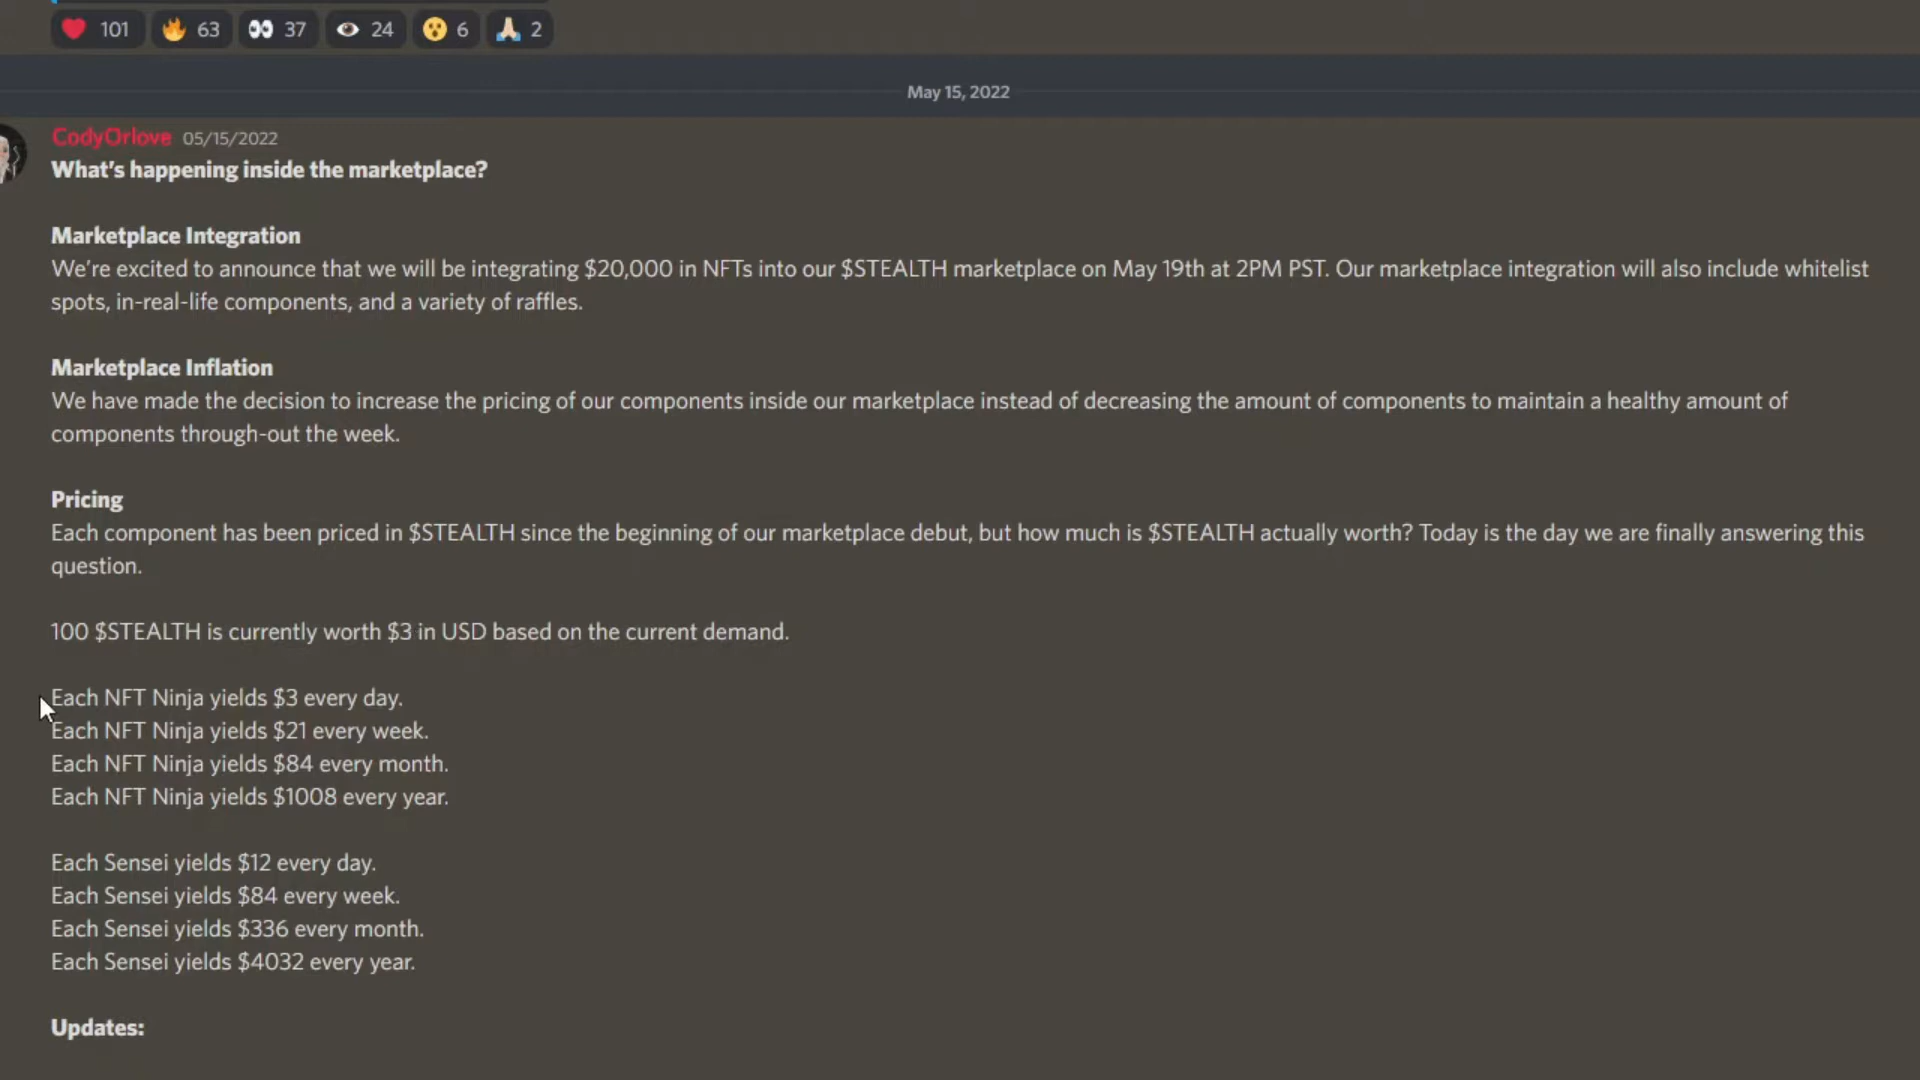 101 63 37 24 6 2
May 15, 2022
CodyOrlove 05/15/2022
What's happening inside the marketplace?
Marketplace Integration
We're excited to announce that we will be integrating $20,000 in NFTs into our $STEALTH marketplace on May 19th at 2PM PST. Our marketplace integration will also include whitelist
spots, in-real-life components, and a variety of raffles.
Marketplace Inflation
We have made the decision to increase the pricing of our components inside our marketplace instead of decreasing the amount of components to maintain a healthy amount of
components through-out the week.
Pricing
Each component has been priced in $STEALTH since the beginning of our marketplace debut, but how much is $STEALTH actually worth? Today is the day we are finally answering this
question.
100 $STEALTH is currently worth $3 in USD based on the current demand.
Each NFT Ninja yields $3 every day.
Each NFT Ninja yields $21 every week.
Each NFT Ninja yields $84 every month.
Each NFT Ninja yields $1008 every year.
Each Sensei yields $12 every day.
Each Sensei yields $84 every week.
Each Sensei yields $336 every month.
Each Sensei yields $4032 every year.
Updates: